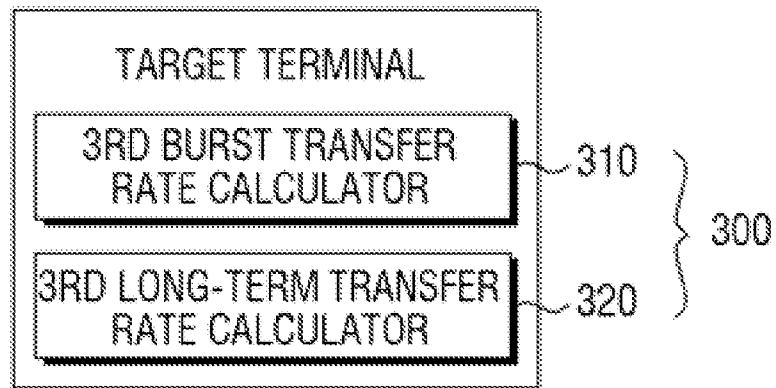 TARGET TERMINAL
3RD BURST TRANSFER
RATE CALCULATOR
310
300
3RD LONG-TERM TRANSFER
RATE CALCULATOR
320